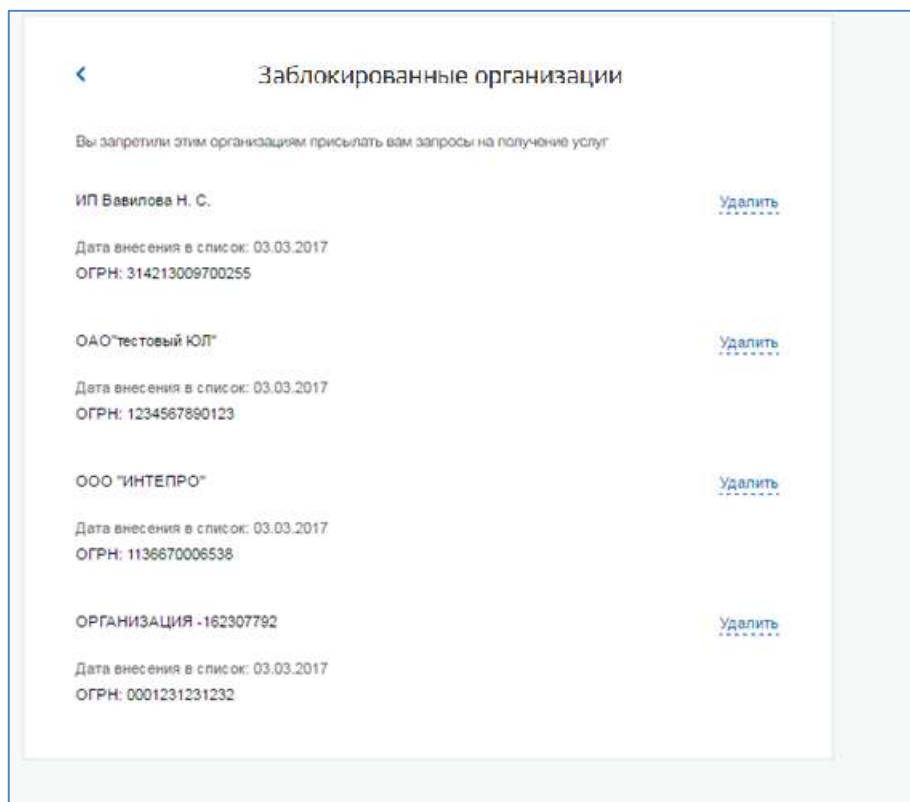 Заблокированные организации
Вы запретили этим организациям присылать вам запросы на получение услуг
ИП Вавилова Н. С.
Удалить
Дата внесения в список: 03.03.2017
ОГРН: 314213009700255
ОАО"тестовый ЮЛ"
Удалить
Дата внесения в список: 03.03.2017
ОГРН: 1234567890123
ООО "ИНТЕПРО"
Удалить
Дата внесения в список: 03.03.2017
ОГРН: 1136670006538
ОРГАНИЗАЦИЯ -162307792
Удалить
Дата внесения в список: 03.03.2017
ОГРН: 0001231231232